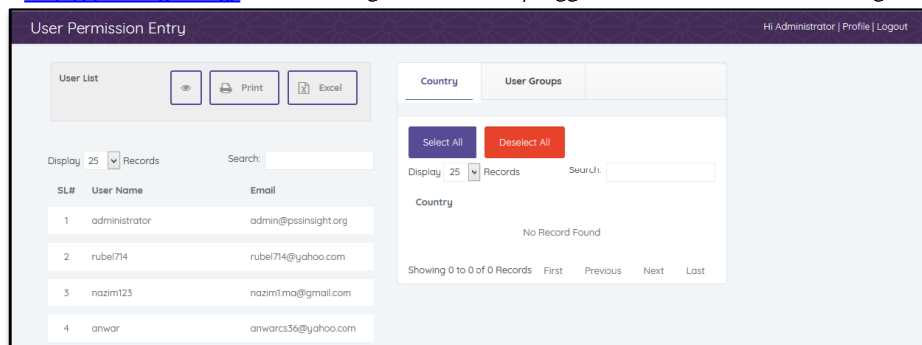 User Permission Entry
Hi Administrator | Profile | Logout
User List
Print
Excel
Display 25 Records
Search:
SL# User Name Email
1 administrator admin@pssinsight.org
2 rubel714 rubel714@yahoo.com
3 nazim123 nazim1.ma@gmail.com
4 anwar anwarcs36@yahoo.com
Country User Groups
Select All Deselect All
Display 25 Records
Search:
Country
No Record Found
Showing 0 to 0 of 0 Records First Previous Next Last